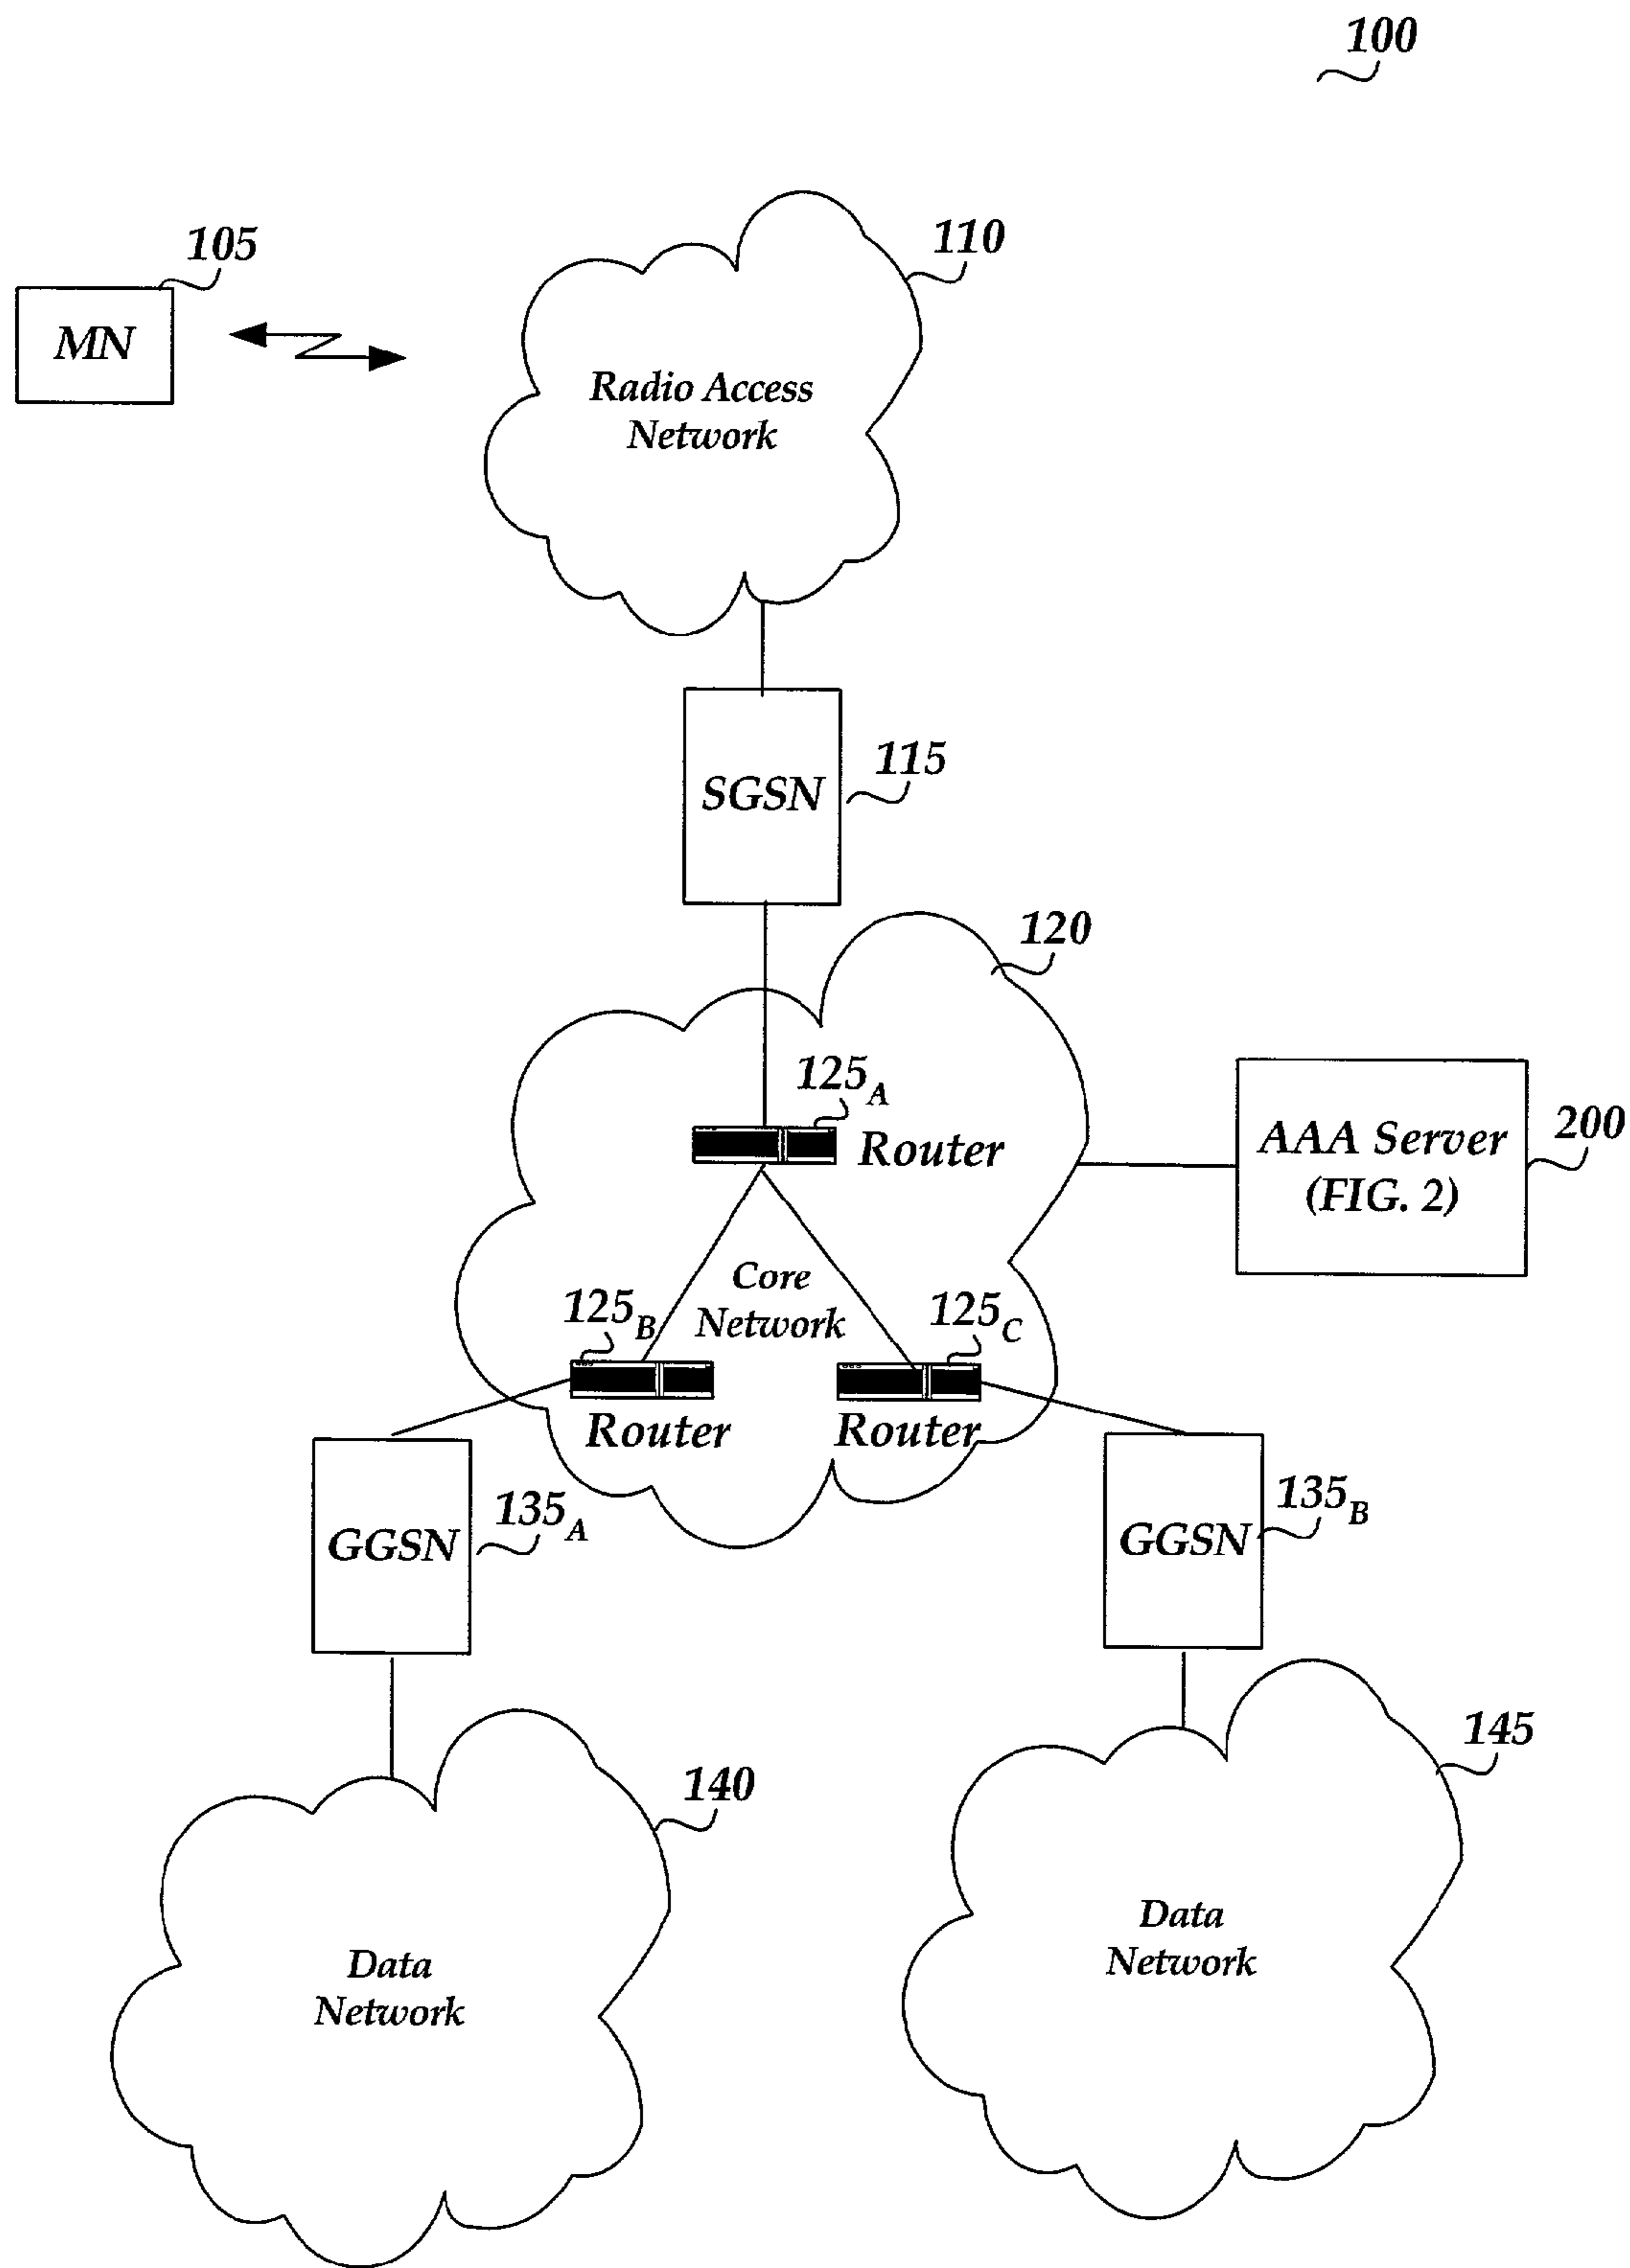 100
105
110
MN
Radio Access
Network
115
SGSN
120
125A
Router
AAA Server
(FIG. 2)
200
Core
Network
125B
125C
Router
Router
135A
GGSN
135B
GGSN
140
145
Data
Network
Data
Network